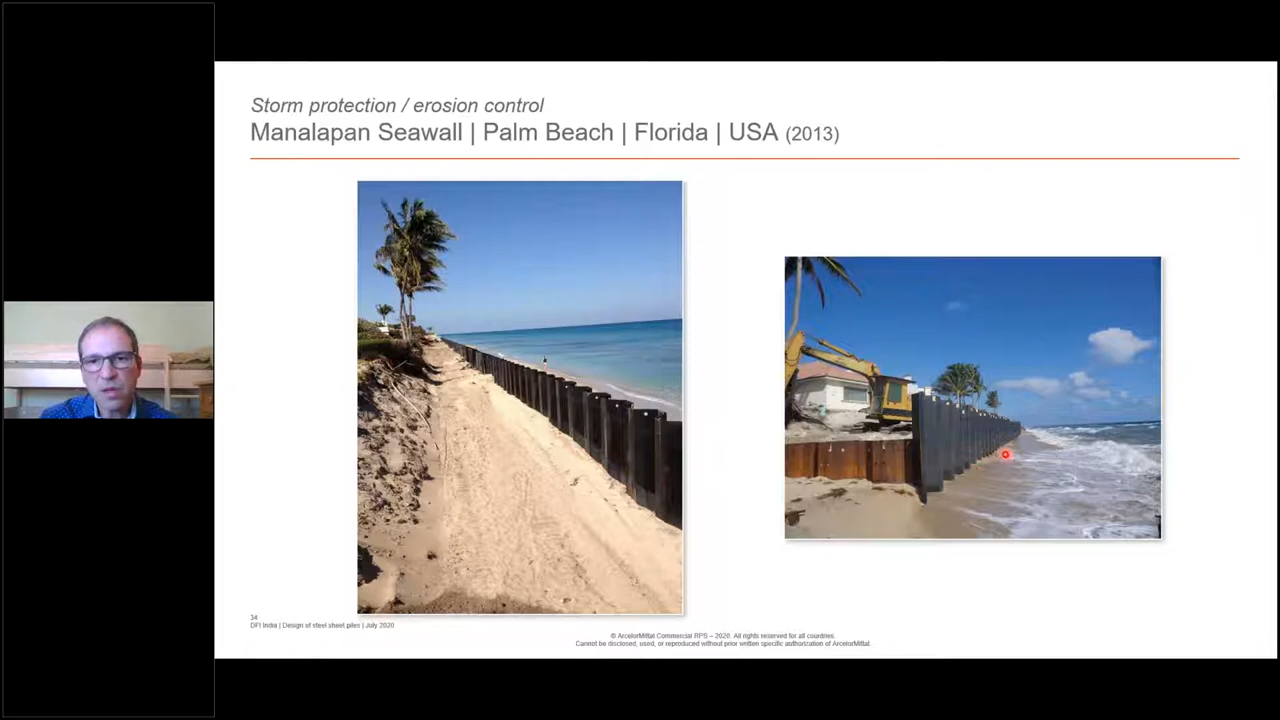 Storm protection / erosion control
Manalapan Seawall | Palm Beach | Florida | USA (2013)
34
DFI India | Design of steel sheet piles | July 2020
© ArcelorMittal Commercial RPS – 2020. All rights reserved for all countries.
Cannot be disclosed, used, or reproduced without prior written specific authorization of ArcelorMittal.